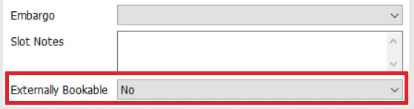 Embargo
Slot Notes
Externally Bookable No